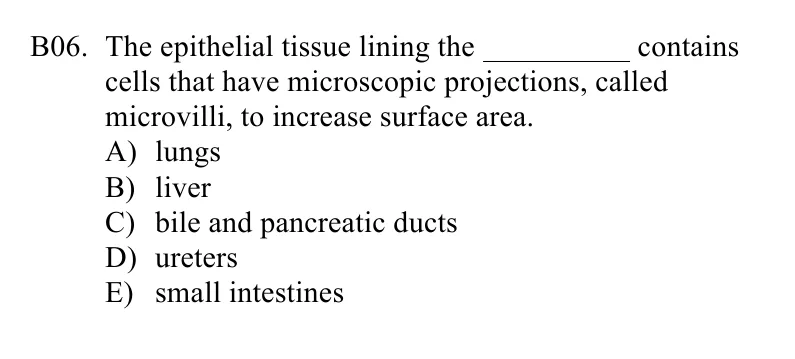 B06. The epithelial tissue lining the __________ contains
cells that have microscopic projections, called
microvilli, to increase surface area.
A) lungs
B) liver
C) bile and pancreatic ducts
D) ureters
E) small intestines